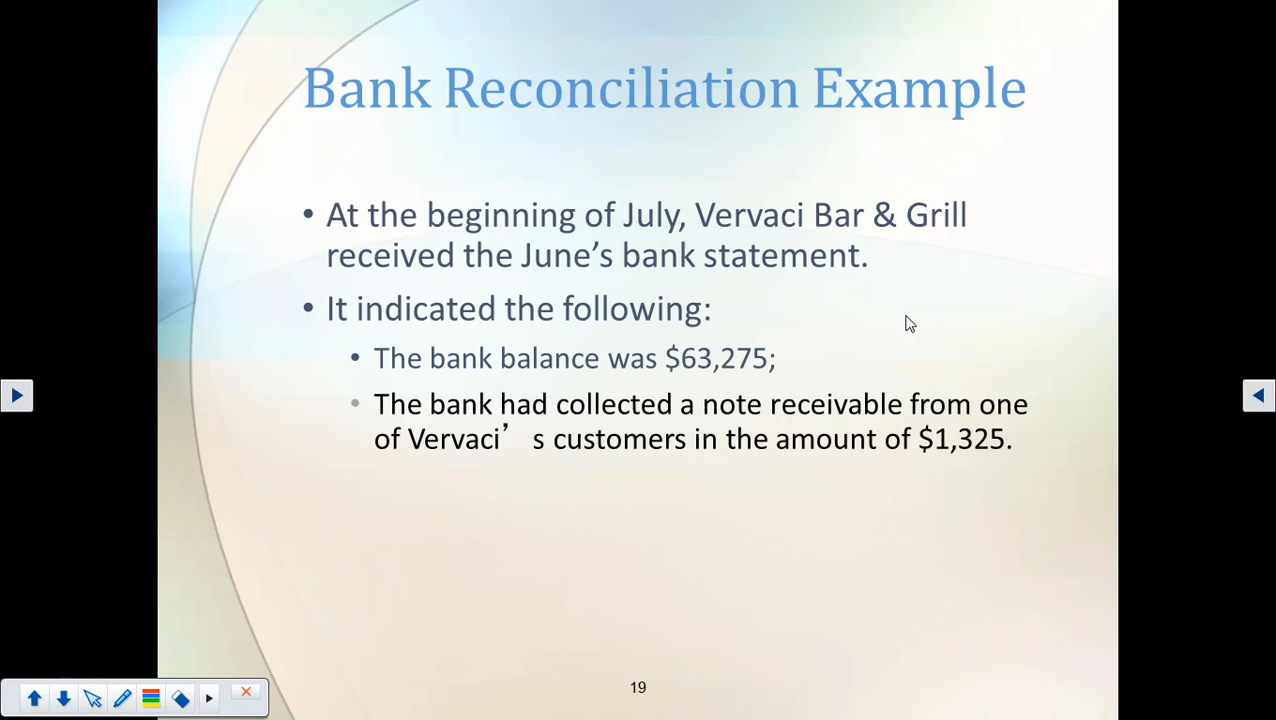 Bank Reconciliation Example
• At the beginning of July, Vervaci Bar & Grill
received the June’s bank statement.
• It indicated the following:
• The bank balance was $63,275;
• The bank had collected a note receivable from one
of Vervaci’ s customers in the amount of $1,325.
19